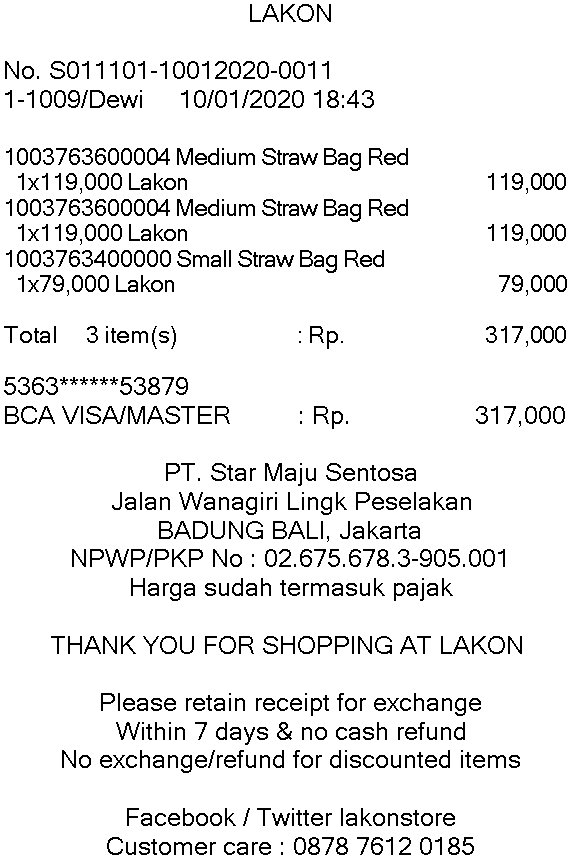 LAKON
No. S011101-10012020-0011
1-1009/Dewi 10/01/2020 18:43
1003763600004 Medium Straw Bag Red
1x119,000 Lakon 119,000
1003763600004 Medium Straw Bag Red
1x119,000 Lakon 119,000
1003763400000 Small Straw Bag Red
1x79,000 Lakon 79,000
Total 3 item(s) : Rp. 317,000
5363******53879
BCA VISA/MASTER : Rp. 317,000
PT. Star Maju Sentosa
Jalan Wanagiri Lingk Peselakan
BADUNG BALI, Jakarta
NPWP/PKP No : 02.675.678.3-905.001
Harga sudah termasuk pajak
THANK YOU FOR SHOPPING AT LAKON
Please retain receipt for exchange
Within 7 days & no cash refund
No exchange/refund for discounted items
Facebook / Twitter lakonstore
Customer care : 0878 7612 0185